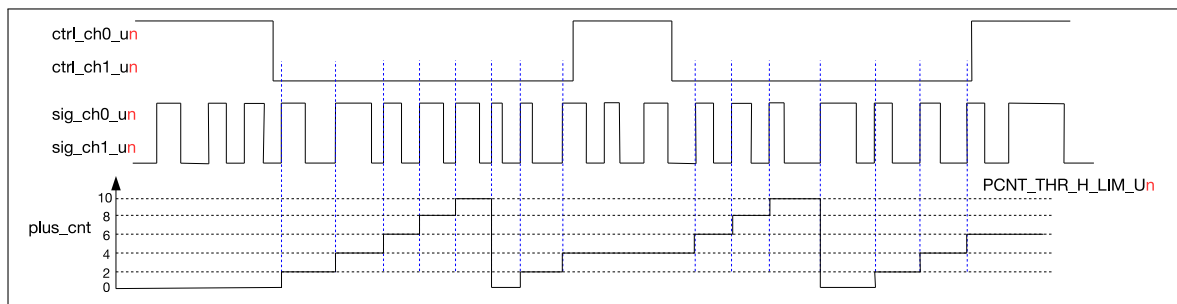 ctrl_ch0_un
ctrl_ch1_un
sig_ch0_un
sig_ch1_un
PCNT_THR_H_LIM_Un
10
8
plus_cnt
6
4
2
0